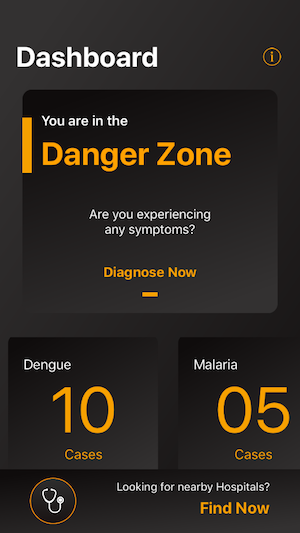 Dashboard
You are in the
Danger Zone
Are you experiencing
any symptoms?
Diagnose Now
Dengue
10
Cases
Malaria
05
Cases
Looking for nearby Hospitals?
Find Now